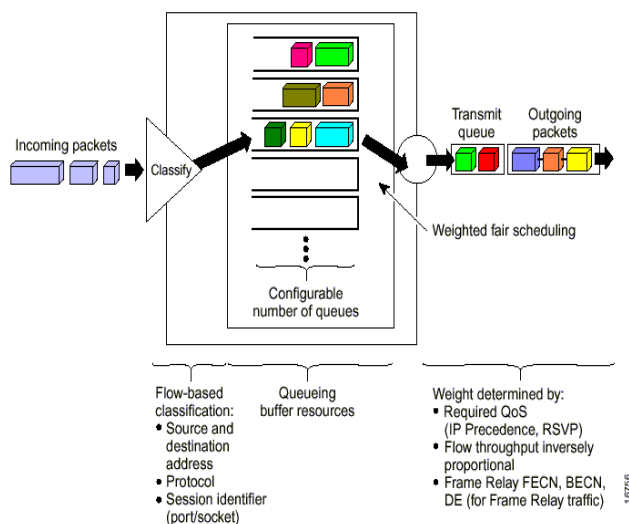 Incoming packets
Classify
Transmit
queue
Outgoing
packets
Weighted fair scheduling
Configurable
number of queues
Flow-based
classification:
• Source and
destination
address
• Protocol
• Session identifier
(port/socket)
Queueing
buffer resources
Weight determined by:
• Required QoS
(IP Precedence, RSVP)
• Flow throughput inversely
proportional
• Frame Relay FECN, BECN,
DE (for Frame Relay traffic)
16756